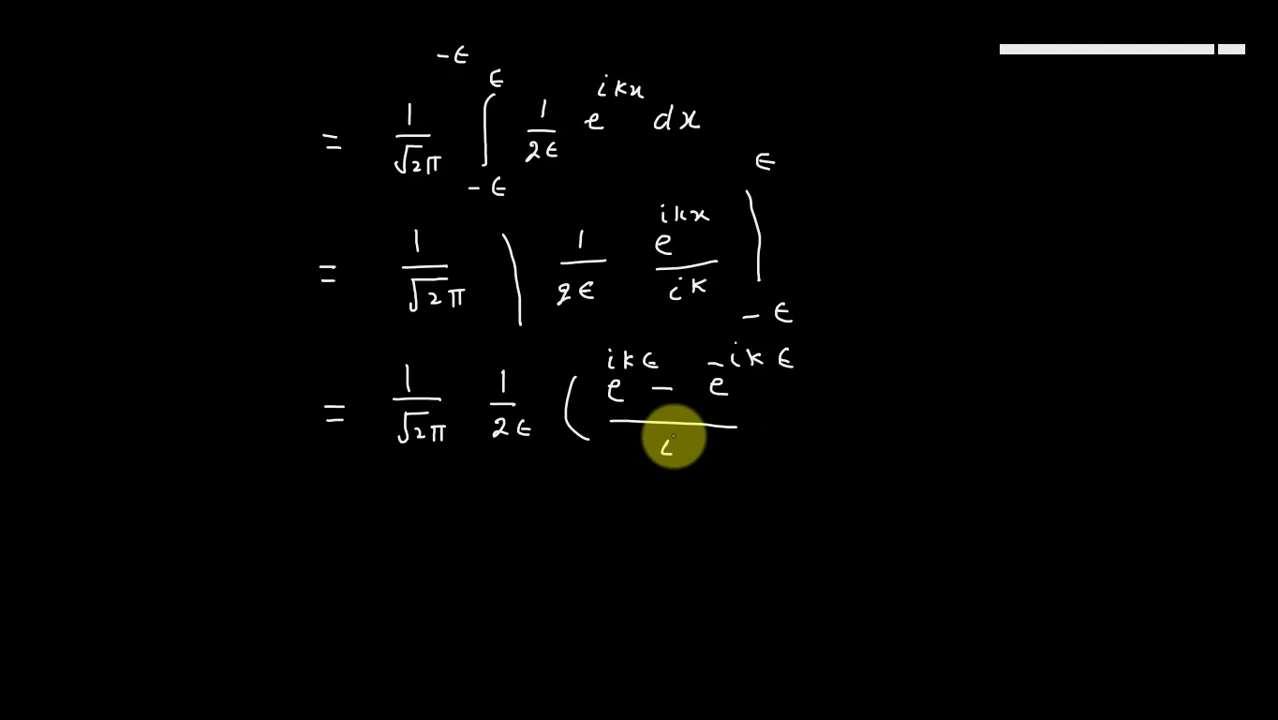 -ϵ
= 1/√2π ∫_{-ϵ}^{ϵ} 1/2ϵ e^{ikx} dx
= 1/√2π | 1/2ϵ e^{ikx}/ik |_{-ϵ}^{ϵ}
= 1/√2π 1/2ϵ ( e^{ikϵ} - e^{-ikϵ} / i